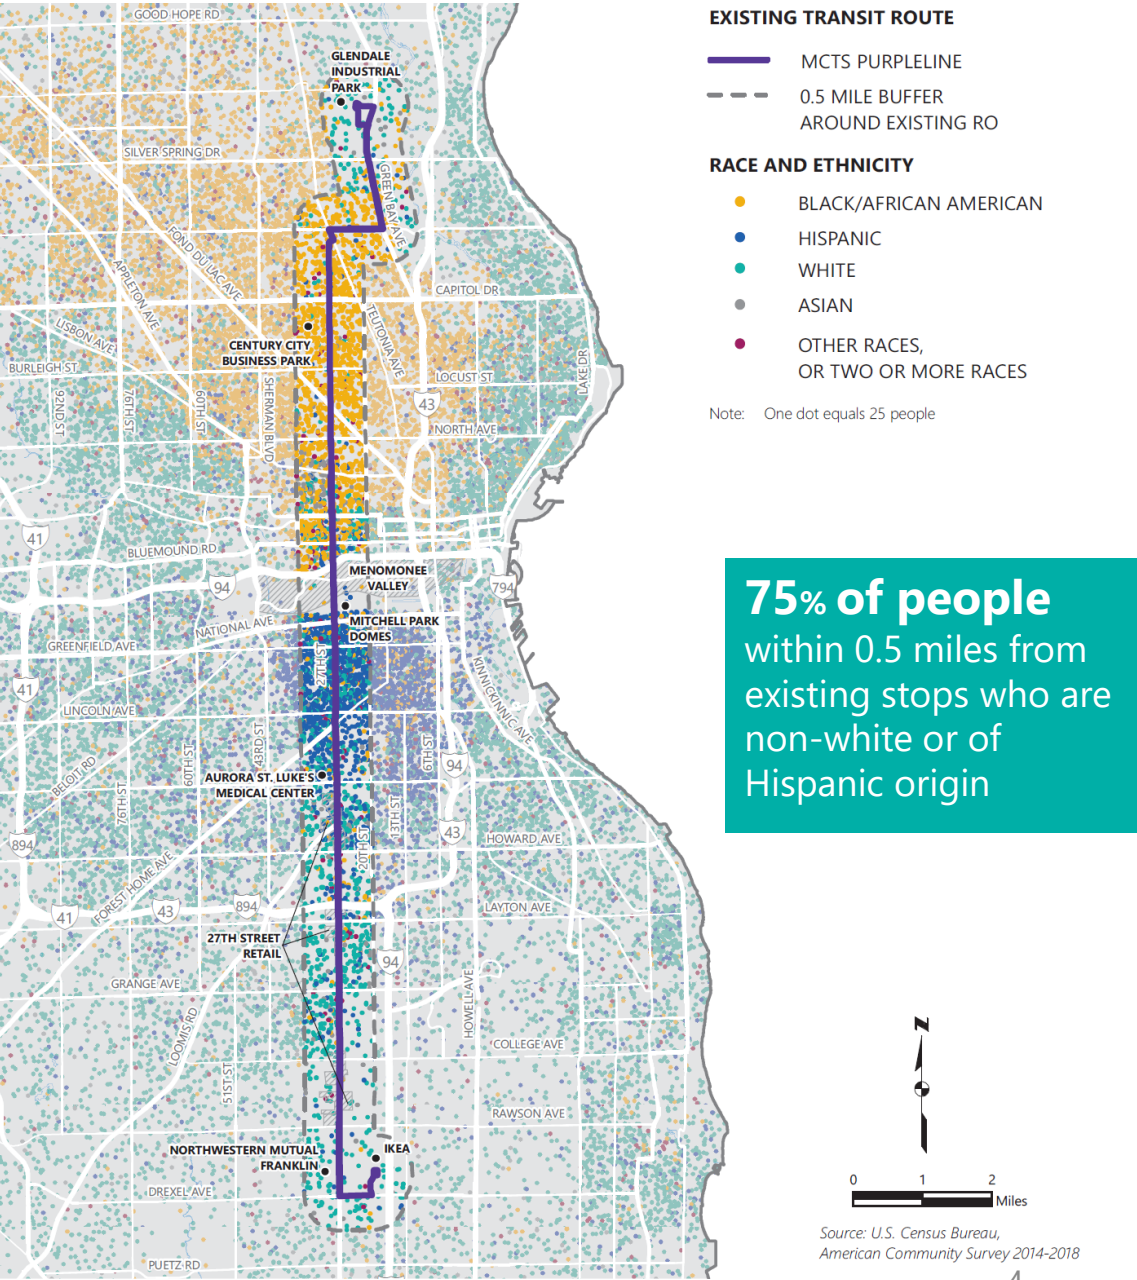 GOOD HOPE RD
GLENDALE
INDUSTRIAL
PARK
SILVER SPRING DR
GREEN BAY AVE
FOND DU LAC AVE
APPLETON AVE
CAPITOL DR
LISBON AVE
TEUTONIA AVE
CENTURY CITY
BUSINESS PARK
BURLEIGH ST
LOCUST ST
LAKE DR
92ND ST
76TH ST
60TH ST
SHERMAN BLVD
43
NORTH AVE
41
BLUEMOUND RD
MENOMONEE
VALLEY
94
794
MITCHELL PARK
DOMES
NATIONAL AVE
GREENFIELD AVE
27TH ST
KINNICKINNIC AVE
41
LINCOLN AVE
43RD ST
6TH ST
60TH ST
BELOIT RD
94
AURORA ST. LUKE'S
MEDICAL CENTER
76TH ST
13TH ST
20TH ST
43
HOWARD AVE
894
FOREST HOME AVE
41
43
894
LAYTON AVE
27TH STREET
RETAIL
94
GRANGE AVE
HOWELL AVE
LOOMIS RD
COLLEGE AVE
51ST ST
RAWSON AVE
NORTHWESTERN MUTUAL
FRANKLIN
IKEA
DREXEL AVE
PUETZ RD
EXISTING TRANSIT ROUTE
MCTS PURPLELINE
0.5 MILE BUFFER
AROUND EXISTING RO
RACE AND ETHNICITY
BLACK/AFRICAN AMERICAN
HISPANIC
WHITE
ASIAN
OTHER RACES,
OR TWO OR MORE RACES
Note: One dot equals 25 people
75% of people
within 0.5 miles from
existing stops who are
non-white or of
Hispanic origin
N
0 1 2
Miles
Source: U.S. Census Bureau,
American Community Survey 2014-2018